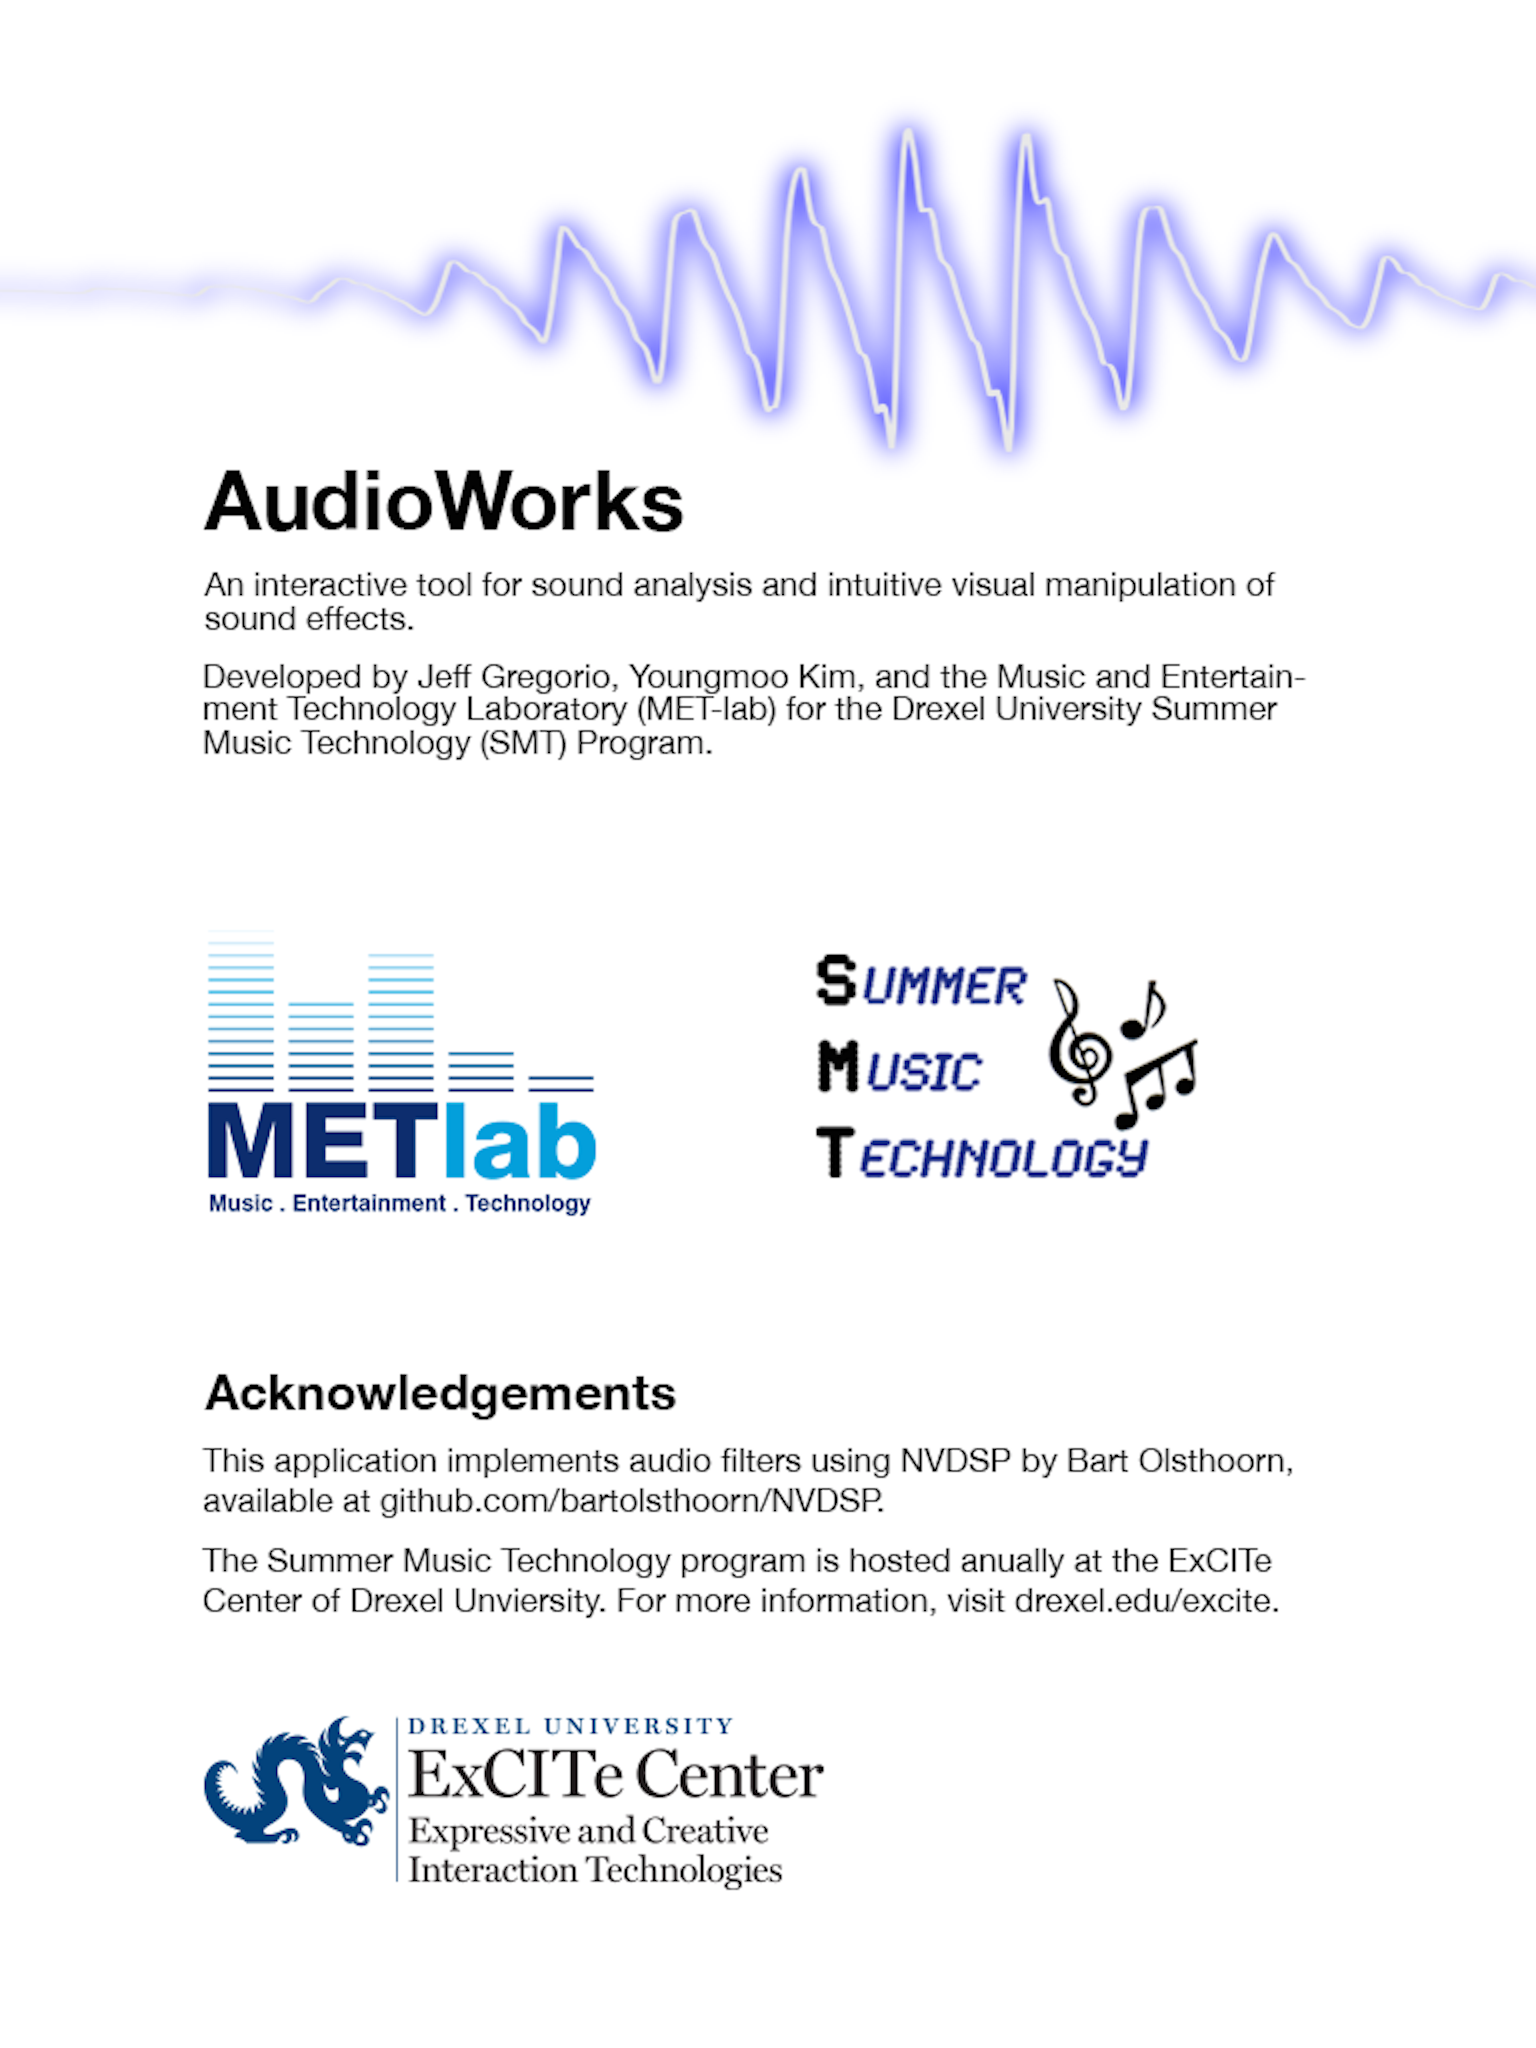 AudioWorks
An interactive tool for sound analysis and intuitive visual manipulation of
sound effects.
Developed by Jeff Gregorio, Youngmoo Kim, and the Music and Entertain-
ment Technology Laboratory (MET-lab) for the Drexel University Summer
Music Technology (SMT) Program.
METlab
Music . Entertainment . Technology
SUMMER
MUSIC
TECHNOLOGY
Acknowledgements
This application implements audio filters using NVDSP by Bart Olsthoorn,
available at github.com/bartolsthoorn/NVDSP.
The Summer Music Technology program is hosted anually at the ExCITe
Center of Drexel Unviersity. For more information, visit drexel.edu/excite.
DREXEL UNIVERSITY
ExCITe Center
Expressive and Creative
Interaction Technologies